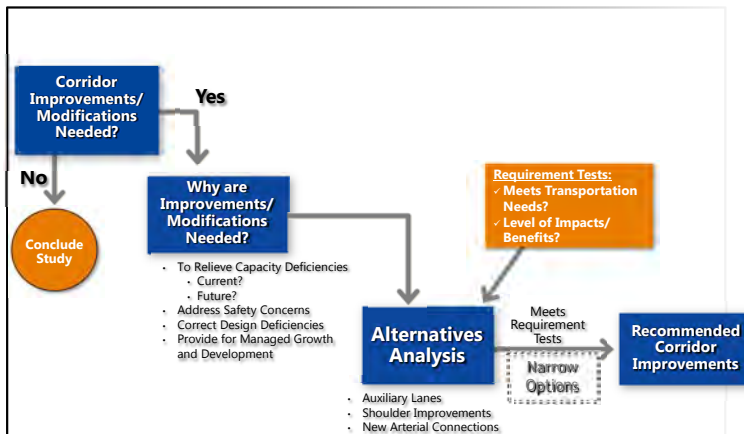 Corridor
Improvements/
Modifications
Needed?
Yes
No
Conclude
Study
Why are
Improvements/
Modifications
Needed?
· To Relieve Capacity Deficiencies
· Current?
· Future?
· Address Safety Concerns
· Correct Design Deficiencies
· Provide for Managed Growth
and Development
Requirement Tests:
✓ Meets Transportation
Needs?
✓ Level of Impacts/
Benefits?
Alternatives
Analysis
· Auxiliary Lanes
· Shoulder Improvements
· New Arterial Connections
Meets
Requirement
Tests
Narrow
Options
Recommended
Corridor
Improvements